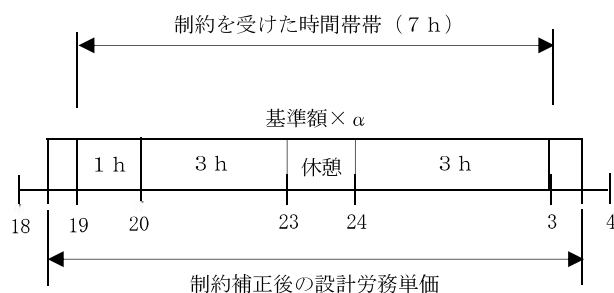 制約を受けた時間帯帯（７ｈ）
基準額×α
１ｈ ３ｈ 休憩 ３ｈ
18 19 20 23 24 3 4
制約補正後の設計労務単価